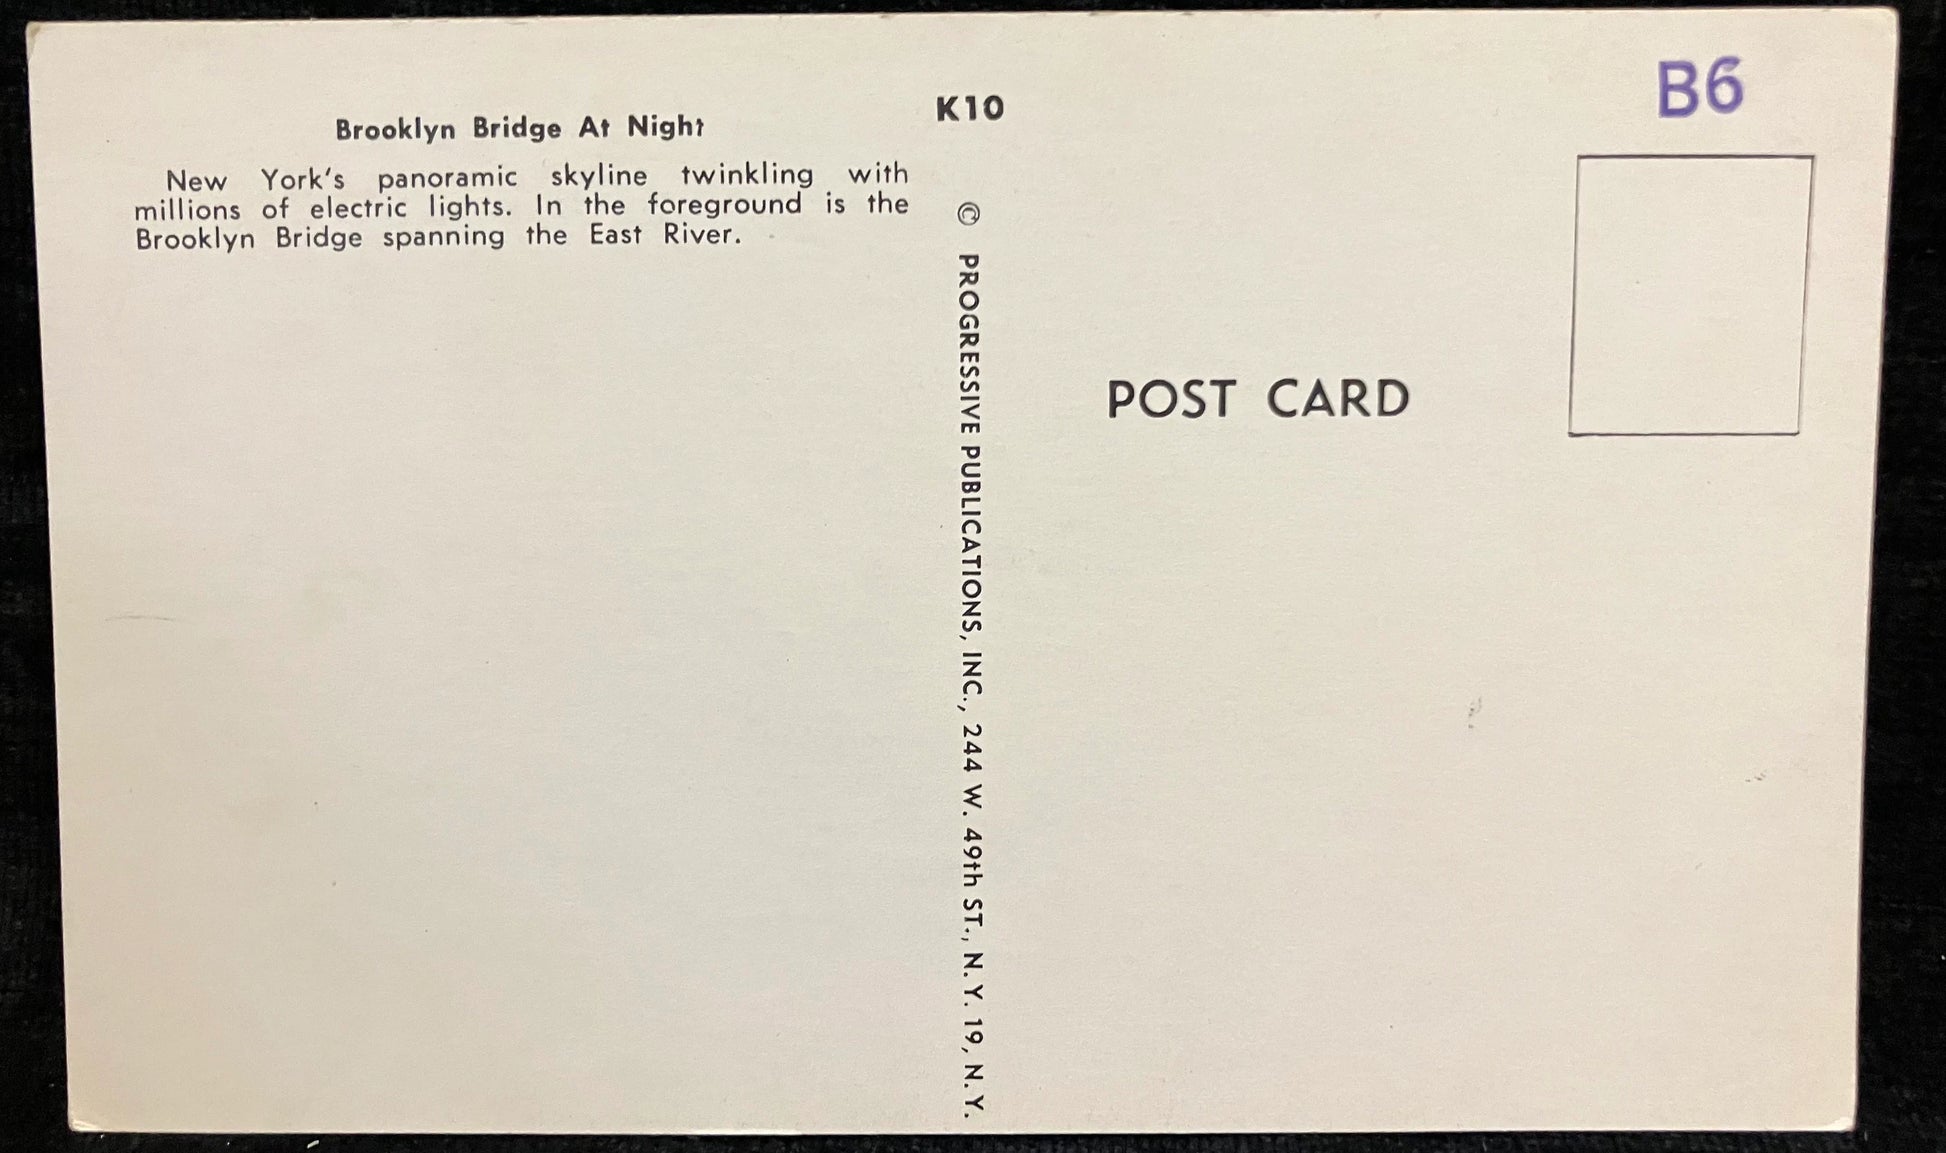 Brooklyn Bridge At Night
New York's panoramic skyline twinkling with
millions of electric lights. In the foreground is the
Brooklyn Bridge spanning the East River.
K10
© PROGRESSIVE PUBLICATIONS, INC., 244 W. 49th ST., N. Y. 19, N. Y.
B6
POST CARD